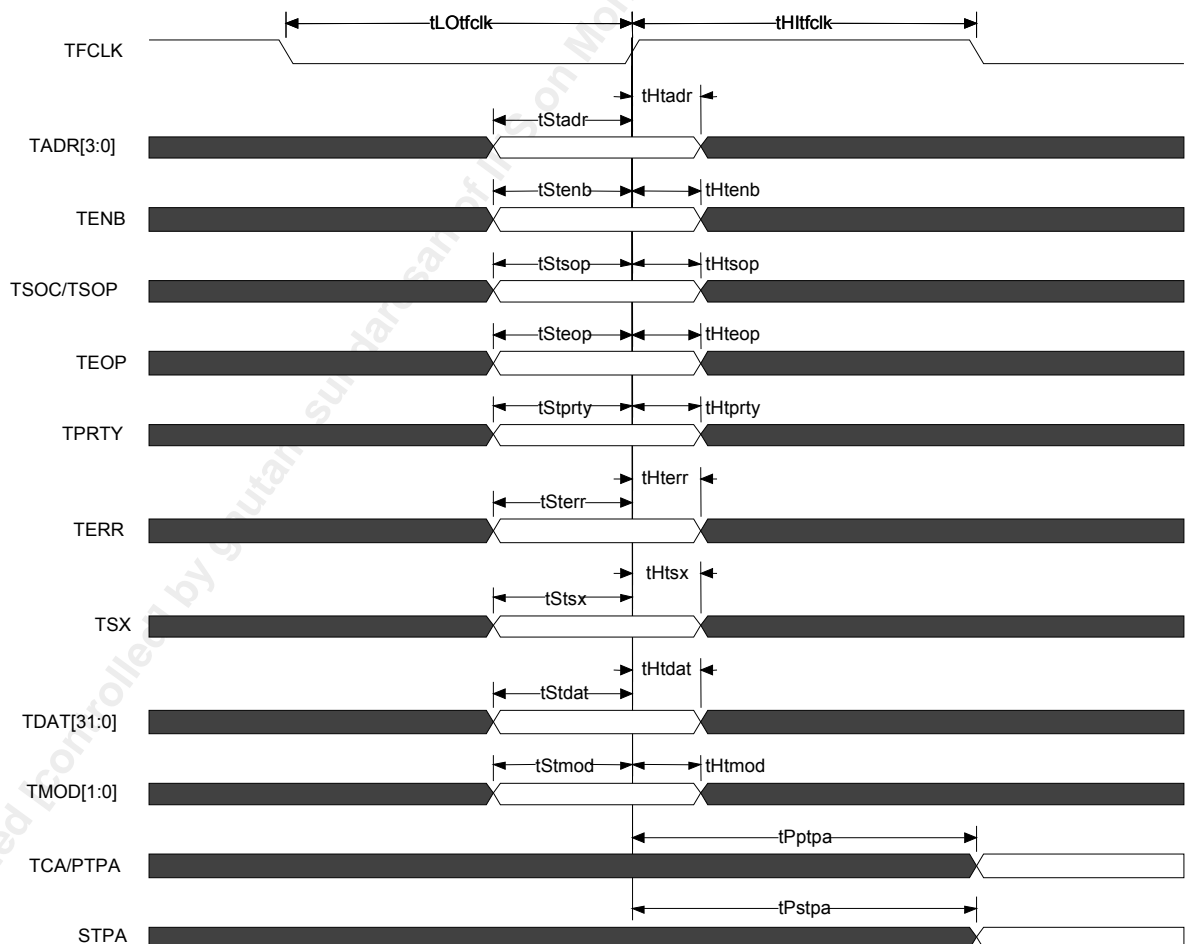 tLOtfclk tHItfclk
TFCLK
tHtadr
tStadr
TADR[3:0]
tStenb tHtenb
TENB
tStsop tHtsop
TSOC/TSOP
tSteop tHteop
TEOP
tStprty tHtprty
TPRTY
tHterr
tSterr
TERR
tHtsx
tStsx
TSX
tHtdat
tStdat
TDAT[31:0]
tStmod tHtmod
TMOD[1:0]
tPptpa
TCA/PTPA
tPstpa
STPA